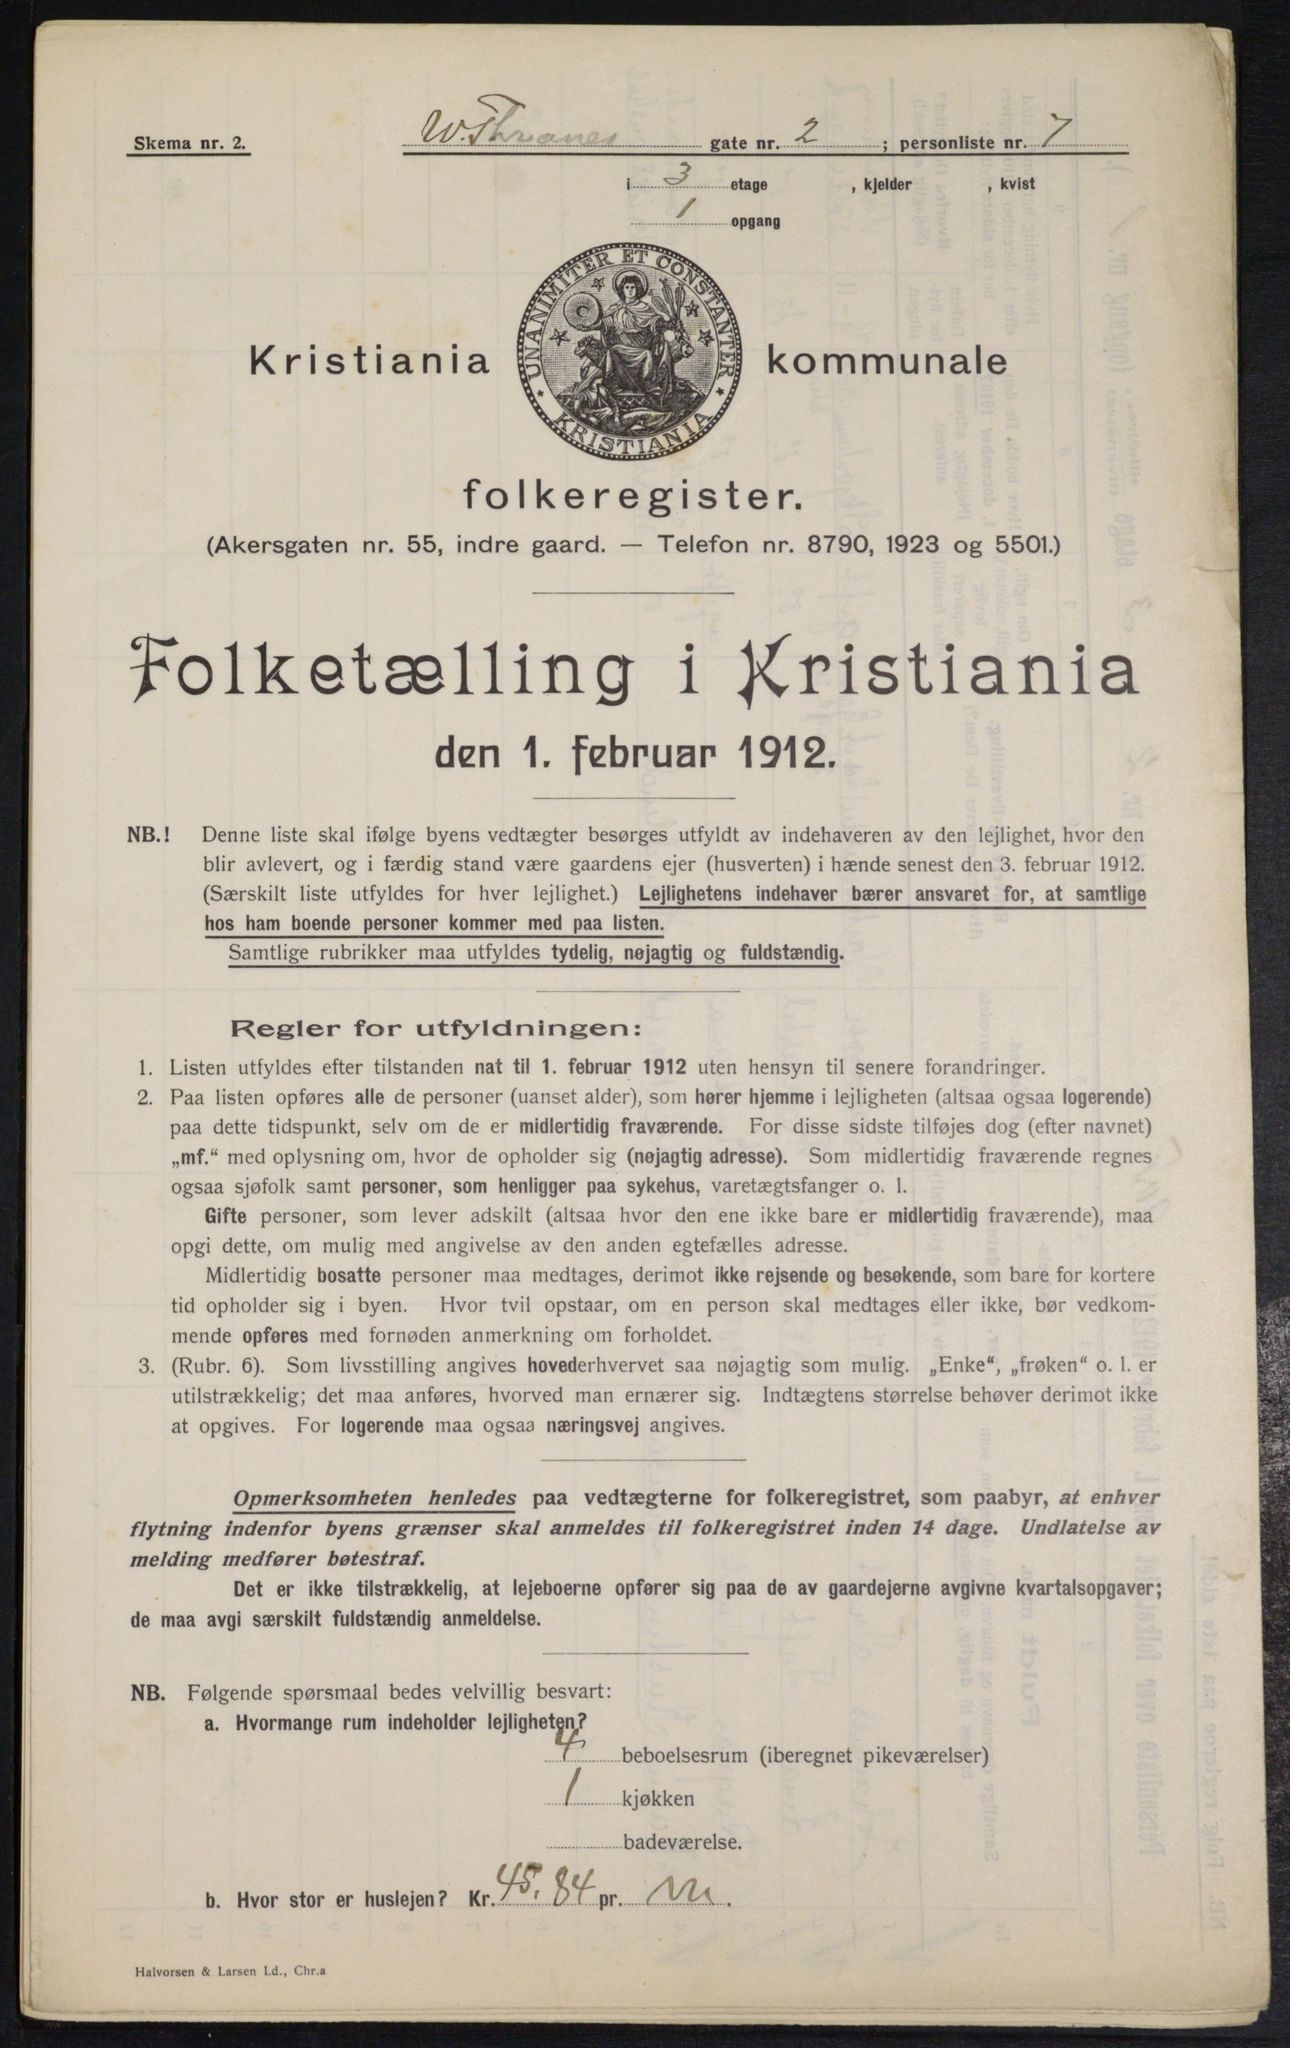 Skema nr. 2.
W. Thranes gate nr. 2 ; personliste nr. 7
i 3 etage , kjelder , kvist
1 opgang
UNANIMITER ET CONSTANTER
KRISTIANIA
Kristiania kommunale
folkeregister.
(Akersgaten nr. 55, indre gaard. — Telefon nr. 8790, 1923 og 5501.)
Folketælling i Kristiania
den 1. februar 1912.
NB.! Denne liste skal ifølge byens vedtægter besørges utfyldt av indehaveren av den lejlighet, hvor den
blir avlevert, og i færdig stand være gaardens ejer (husverten) i hænde senest den 3. februar 1912.
(Særskilt liste utfyldes for hver lejlighet.) Lejlighetens indehaver bærer ansvaret for, at samtlige
hos ham boende personer kommer med paa listen.
Samtlige rubrikker maa utfyldes tydelig, nøjagtig og fuldstændig.
Regler for utfyldningen:
1. Listen utfyldes efter tilstanden nat til 1. februar 1912 uten hensyn til senere forandringer.
2. Paa listen opføres alle de personer (uanset alder), som hører hjemme i lejligheten (altsaa ogsaa logerende)
paa dette tidspunkt, selv om de er midlertidig fraværende. For disse sidste tilføjes dog (efter navnet)
„mf.“ med oplysning om, hvor de opholder sig (nøjagtig adresse). Som midlertidig fraværende regnes
ogsaa sjøfolk samt personer, som henligger paa sykehus, varetægtsfanger o. l.
Gifte personer, som lever adskilt (altsaa hvor den ene ikke bare er midlertidig fraværende), maa
opgi dette, om mulig med angivelse av den anden egtefælles adresse.
Midlertidig bosatte personer maa medtages, derimot ikke rejsende og besøkende, som bare for kortere
tid opholder sig i byen. Hvor tvil opstaar, om en person skal medtages eller ikke, bør vedkom-
mende opføres med fornøden anmerkning om forholdet.
3. (Rubr. 6). Som livsstilling angives hovederhvervet saa nøjagtig som mulig. „Enke“, „frøken“ o. l. er
utilstrækkelig; det maa anføres, hvorved man ernærer sig. Indtægtens størrelse behøver derimot ikke
at opgives. For logerende maa ogsaa næringsvej angives.
Opmerksomheten henledes paa vedtægterne for folkeregistret, som paabyr, at enhver
flytning indenfor byens grænser skal anmeldes til folkeregistret inden 14 dage. Undlatelse av
melding medfører bøtestraf.
Det er ikke tilstrækkelig, at lejeboerne opfører sig paa de av gaardejerne avgivne kvartalsopgaver;
de maa avgi særskilt fuldstændig anmeldelse.
NB. Følgende spørsmaal bedes velvillig besvart:
a. Hvormange rum indeholder lejligheten?
4 beboelsesrum (iberegnet pikeværelser)
1 kjøkken
badeværelse.
b. Hvor stor er huslejen? Kr. 45.84 pr. M.
Halvorsen & Larsen Ld., Chr.a